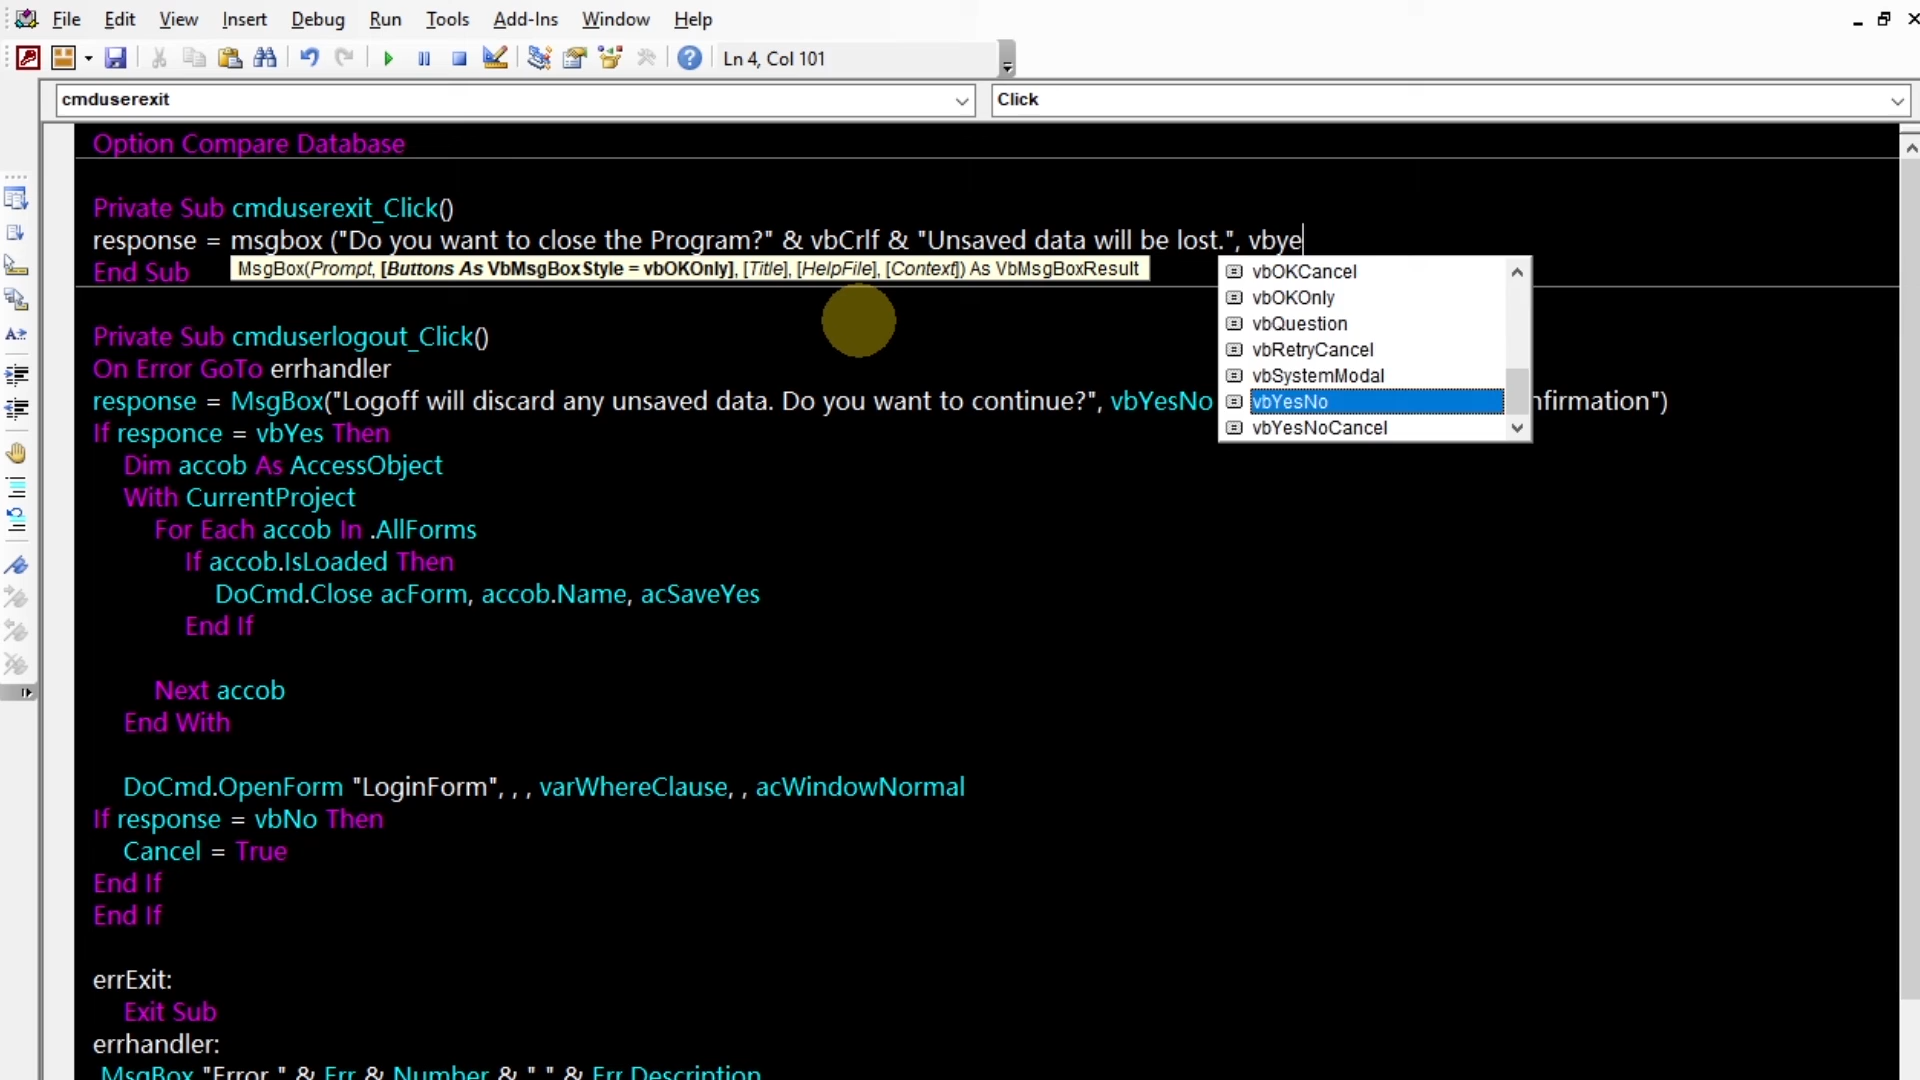 File Edit View Insert Debug Run Tools Add-Ins Window Help
Ln 4, Col 101
cmduserexit Click
Option Compare Database
Private Sub cmduserexit_Click()
response = msgbox ("Do you want to close the Program?" & vbCrlf & "Unsaved data will be lost.", vbye
End Sub
MsgBox(Prompt, [Buttons As VbMsgBoxStyle = vbOKOnly], [Title], [HelpFile], [Context]) As VbMsgBoxResult
vbOKCancel
vbOKOnly
vbQuestion
vbRetryCancel
vbSystemModal
vbYesNo
vbYesNoCancel
Private Sub cmduserlogout_Click()
On Error GoTo errhandler
response = MsgBox("Logoff will discard any unsaved data. Do you want to continue?", vbYesNo nfirmation")
If responce = vbYes Then
Dim accob As AccessObject
With CurrentProject
For Each accob In .AllForms
If accob.IsLoaded Then
DoCmd.Close acForm, accob.Name, acSaveYes
End If
Next accob
End With
DoCmd.OpenForm "LoginForm", , , varWhereClause, , acWindowNormal
If response = vbNo Then
Cancel = True
End If
End If
errExit:
Exit Sub
errhandler:
MsgBox "Error " & Err & Number & " " & Err Description